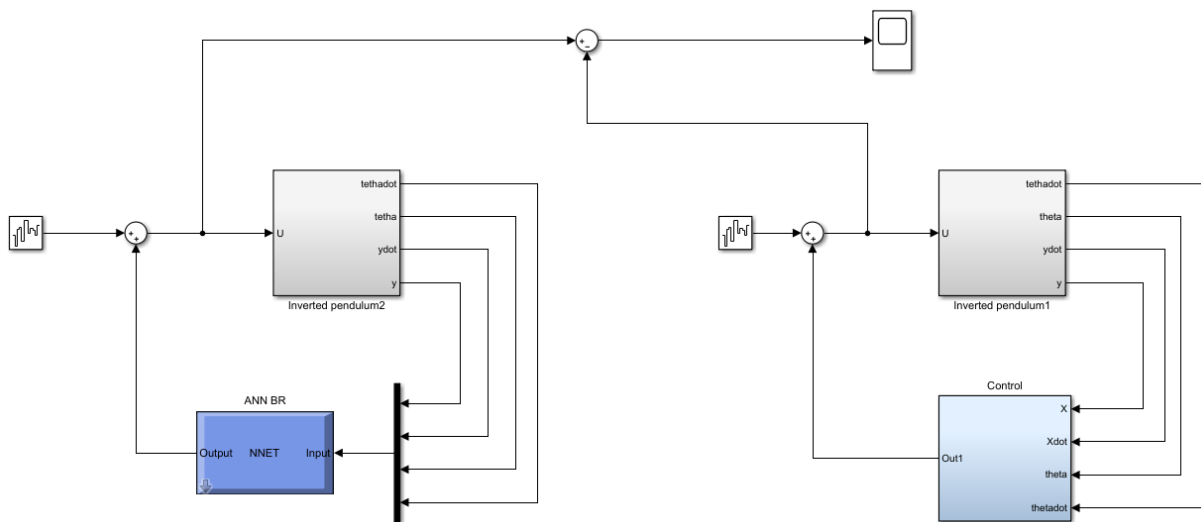 tethadot
tetha
ydot
y
U
Inverted pendulum2
ANN BR
Output
NNET
Input
tethadot
theta
ydot
y
U
Inverted pendulum1
Control
X
Xdot
theta
thetadot
Out1